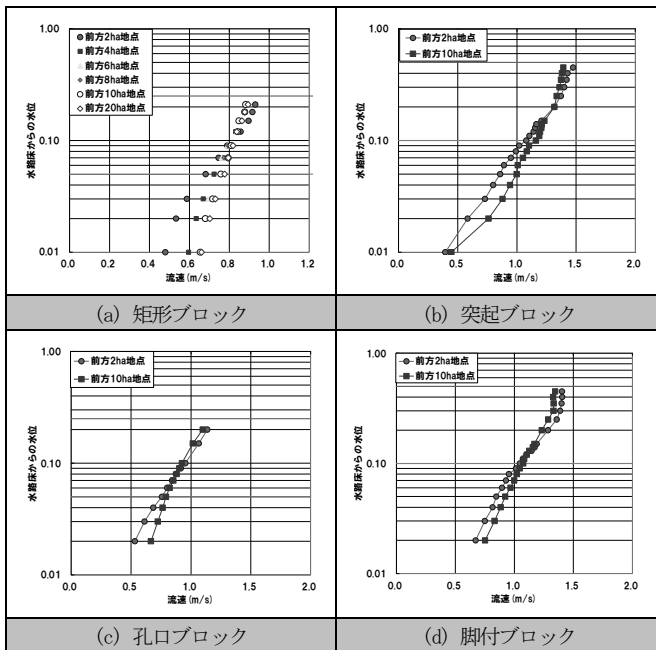 水路床からの水位
1.00
0.10
0.01
前方2ha地点
前方4ha地点
前方6ha地点
前方8ha地点
前方10ha地点
前方20ha地点
0.0 0.2 0.4 0.6 0.8 1.0 1.2
流速(m/s)
(a) 矩形ブロック
水路床からの水位
1.00
0.10
0.01
前方2ha地点
前方10ha地点
0.0 0.5 1.0 1.5 2.0
流速(m/s)
(b) 突起ブロック
水路床からの水位
1.00
0.10
0.01
前方2ha地点
前方10ha地点
0.0 0.5 1.0 1.5 2.0
流速(m/s)
(c) 孔口ブロック
水路床からの水位
1.00
0.10
0.01
前方2ha地点
前方10ha地点
0.0 0.5 1.0 1.5 2.0
流速(m/s)
(d) 脚付ブロック